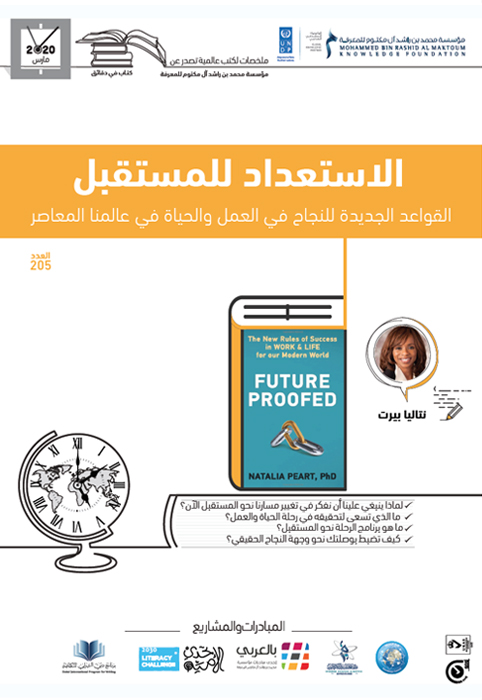 2020
مارس
كتاب في دقائق
ملخصات لكتب عالمية تصدر عن
مؤسسة محمد بن راشد آل مكتوم للمعرفة
UNDP
مؤسسة محمد بن راشد آل مكتوم للمعرفة
MOHAMMED BIN RASHID AL MAKTOUM
KNOWLEDGE FOUNDATION
الاستعداد للمستقبل
القواعد الجديدة للنجاح في العمل والحياة في عالمنا المعاصر
العدد
205
The New Rules of Success
in WORK & LIFE
for our Modern World
FUTURE
PROOFED
NATALIA PEART, PhD
نتاليا بيرت
لماذا ينبغي علينا أن نفكر في تغيير مسارنا نحو المستقبل الآن؟
ما الذي تسعى لتحقيقه في رحلة الحياة والعمل؟
ما هو برنامج الرحلة نحو المستقبل؟
كيف تضبط بوصلتك نحو وجهة النجاح الحقيقي؟
المبادرات والمشاريع
2030
LITERACY
CHALLENGE
بالعربي